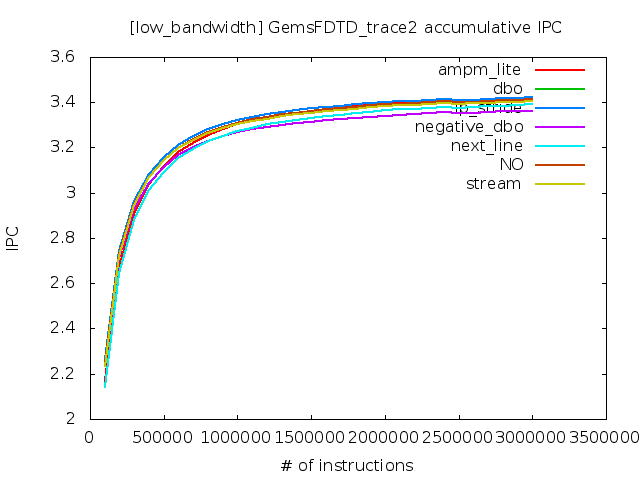 [low_bandwidth] GemsFDTD_trace2 accumulative IPC
3.6
3.4
3.2
3
2.8
2.6
2.4
2.2
2
IPC
ampm_lite
dbo
ip_stride
negative_dbo
next_line
NO
stream
0 500000 1000000 1500000 2000000 2500000 3000000 3500000
# of instructions